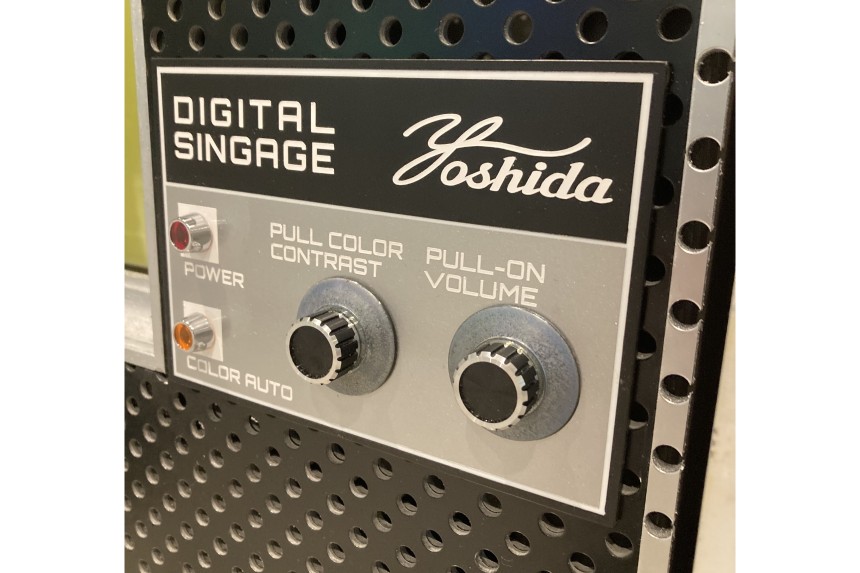 DIGITAL
SINGAGE
Yoshida
POWER
PULL COLOR
CONTRAST
PULL-ON
VOLUME
COLOR AUTO